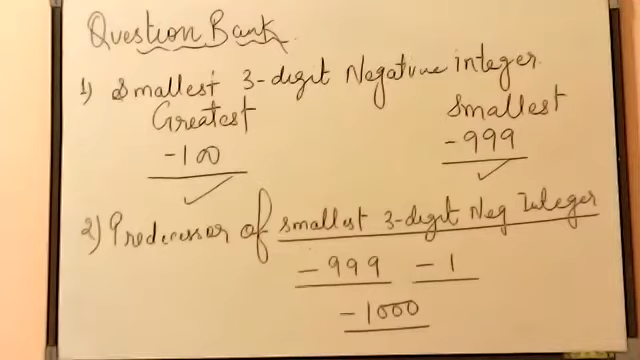 Question Bank
1) Smallest 3-digit Negative integer
Greatest Smallest
-100 -999
2) Predecessor of smallest 3-digit Neg Integer
-999 -1
-1000